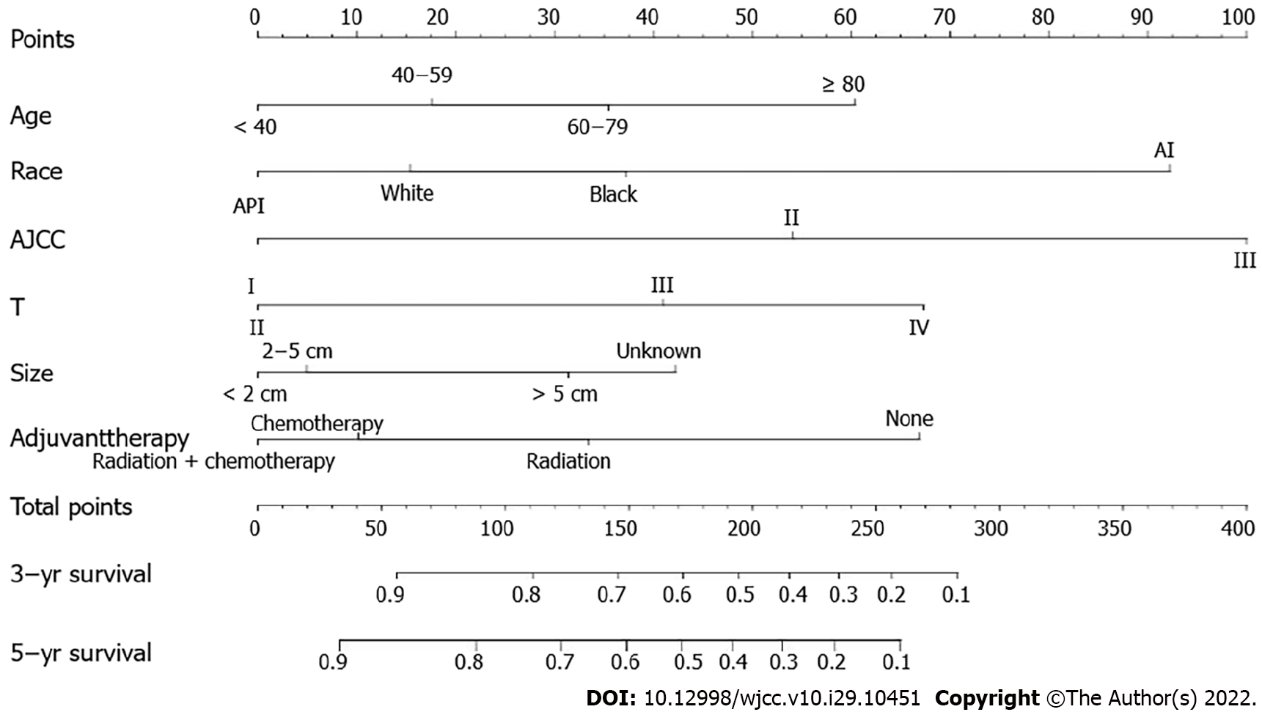 0 10 20 30 40 50 60 70 80 90 100
Points
40–59
≥ 80
Age
< 40
60–79
AI
Race
White
Black
API
II
AJCC
III
I
III
T
II
IV
2–5 cm
Unknown
Size
< 2 cm
> 5 cm
Chemotherapy
None
Adjuvanttherapy
Radiation + chemotherapy
Radiation
Total points
0 50 100 150 200 250 300 350 400
3–yr survival
0.9 0.8 0.7 0.6 0.5 0.4 0.3 0.2 0.1
5–yr survival
0.9 0.8 0.7 0.6 0.5 0.4 0.3 0.2 0.1
DOI: 10.12998/wjcc.v10.i29.10451 Copyright ©The Author(s) 2022.